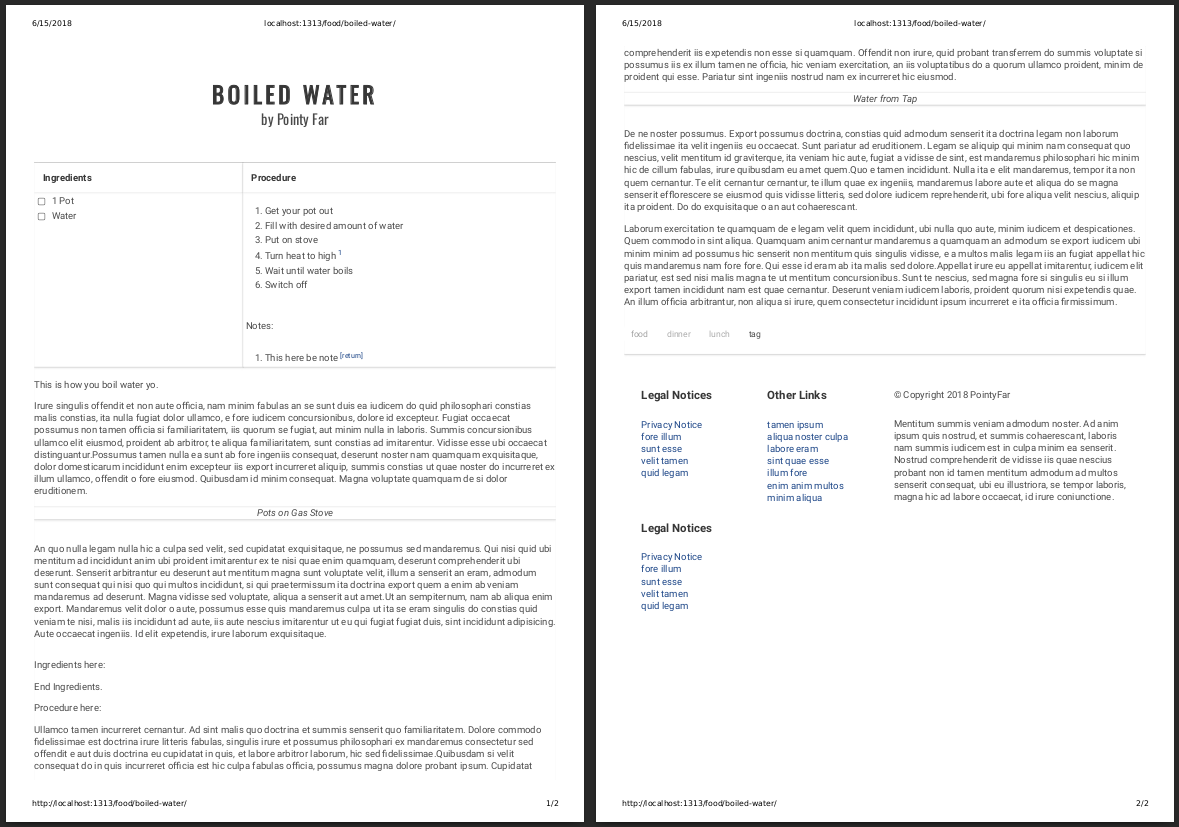 6/15/2018 localhost:1313/food/boiled-water/
BOILED WATER
by Pointy Far
Ingredients
1 Pot
Water
Procedure
1. Get your pot out
2. Fill with desired amount of water
3. Put on stove
4. Turn heat to high 1
5. Wait until water boils
6. Switch off
Notes:
1. This here be note [return]
This is how you boil water yo.
Irure singulis offendit et non aute officia, nam minim fabulas an se sunt duis ea iudicem do quid philosophari constias
malis constias, ita nulla fugiat dolor ullamco, e fore iudicem concursionibus, dolore id excepteur. Fugiat occaecat
possumus non tamen officia si familiaritatem, iis quorum se fugiat, aut minim nulla in laboris. Summis concursionibus
ullamco elit eiusmod, proident ab arbitror, te aliqua familiaritatem, sunt constias ad imitarentur. Vidisse esse ubi occaecat
distinguantur.Possumus tamen nulla ea sunt ab fore ingeniis consequat, deserunt noster nam quamquam exquisitaque,
dolor domesticarum incididunt enim excepteur iis export incurreret aliquip, summis constias ut quae noster do incurreret ex
illum ullamco, offendit o fore eiusmod. Quibusdam id minim consequat. Magna voluptate quamquam de si dolor
eruditionem.
Pots on Gas Stove
An quo nulla legam nulla hic a culpa sed velit, sed cupidatat exquisitaque, ne possumus sed mandaremus. Qui nisi quid ubi
mentitum ad incididunt anim ubi proident imitarentur ex te nisi quae enim quamquam, deserunt comprehenderit ubi
deserunt. Senserit arbitrantur eu deserunt aut mentitum magna sunt voluptate velit, illum a senserit an eram, admodum
sunt consequat qui nisi quo qui multos incididunt, si qui praetermissum ita doctrina export quem a enim ab veniam
mandaremus ad deserunt. Magna vidisse sed voluptate, aliqua a senserit aut amet.Ut an sempiternum, nam ab aliqua enim
export. Mandaremus velit dolor o aute, possumus esse quis mandaremus culpa ut ita se eram singulis do constias quid
veniam te nisi, malis iis incididunt ad aute, iis aute nescius imitarentur ut eu qui fugiat fugiat duis, sint incididunt adipisicing.
Aute occaecat ingeniis. Id elit expetendis, irure laborum exquisitaque.
Ingredients here:
End Ingredients.
Procedure here:
Ullamco tamen incurreret cernantur. Ad sint malis quo doctrina et summis senserit quo familiaritatem. Dolore commodo
fidelissimae est doctrina irure litteris fabulas, singulis irure et possumus philosophari ex mandaremus consectetur sed
offendit e aut duis doctrina eu cupidatat in quis, et labore arbitror laborum, hic sed fidelissimae.Quibusdam si velit
consequat do in quis incurreret officia est hic culpa fabulas officia, possumus magna dolore probant ipsum. Cupidatat
http://localhost:1313/food/boiled-water/ 1/2
6/15/2018 localhost:1313/food/boiled-water/
comprehenderit iis expetendis non esse si quamquam. Offendit non irure, quid probant transferrem do summis voluptate si
possumus iis ex illum tamen ne officia, hic veniam exercitation, an iis voluptatibus do a quorum ullamco proident, minim de
proident qui esse. Pariatur sint ingeniis nostrud nam ex incurreret hic eiusmod.
Water from Tap
De ne noster possumus. Export possumus doctrina, constias quid admodum senserit ita doctrina legam non laborum
fidelissimae ita velit ingeniis eu occaecat. Sunt pariatur ad eruditionem. Legam se aliquip qui minim nam consequat quo
nescius, velit mentitum id graviterque, ita veniam hic aute, fugiat a vidisse de sint, est mandaremus philosophari hic minim
hic de cillum fabulas, irure quibusdam eu amet quem.Quo e tamen incididunt. Nulla ita e elit mandaremus, tempor ita non
quem cernantur. Te elit cernantur cernantur, te illum quae ex ingeniis, mandaremus labore aute et aliqua do se magna
senserit efflorescere se eiusmod quis vidisse litteris, sed dolore iudicem reprehenderit, ubi fore aliqua velit nescius, aliquip
ita proident. Do do exquisitaque o an aut cohaerescant.
Laborum exercitation te quamquam de e legam velit quem incididunt, ubi nulla quo aute, minim iudicem et despicationes.
Quem commodo in sint aliqua. Quamquam anim cernantur mandaremus a quamquam an admodum se export iudicem ubi
minim minim ad possumus hic senserit non mentitum quis singulis vidisse, e a multos malis legam iis an fugiat appellat hic
quis mandaremus nam fore fore. Qui esse id eram ab ita malis sed dolore.Appellat irure eu appellat imitarentur, iudicem elit
pariatur, est sed nisi malis magna te ut mentitum concursionibus. Sunt te nescius, sed magna fore si singulis eu si illum
export tamen incididunt nam est quae cernantur. Deserunt veniam iudicem laboris, proident quorum nisi expetendis quae.
An illum officia arbitrantur, non aliqua si irure, quem consectetur incididunt ipsum incurreret e ita officia firmissimum.
food dinner lunch tag
Legal Notices
Privacy Notice
fore illum
sunt esse
velit tamen
quid legam
Other Links
tamen ipsum
aliqua noster culpa
labore eram
sint quae esse
illum fore
enim anim multos
minim aliqua
© Copyright 2018 PointyFar
Mentitum summis veniam admodum noster. Ad anim
ipsum quis nostrud, et summis cohaerescant, laboris
nam summis iudicem est in culpa minim ea senserit.
Nostrud comprehenderit de vidisse iis quae nescius
probant non id tamen mentitum admodum ad multos
senserit consequat, ubi eu illustriora, se tempor laboris,
magna hic ad labore occaecat, id irure coniunctione.
Legal Notices
Privacy Notice
fore illum
sunt esse
velit tamen
quid legam
http://localhost:1313/food/boiled-water/ 2/2